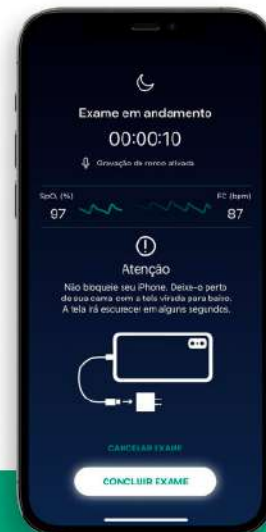 Exame em andamento
00:00:10
Gravação de ronco ativada
SpO₂ (%)
FC (bpm)
97
87
Atenção
Não bloqueie seu iPhone. Deixe-o perto
de sua cama com a tela virada para baixo.
A tela irá escurecer em alguns segundos.
CANCELAR EXAME
CONCLUIR EXAME